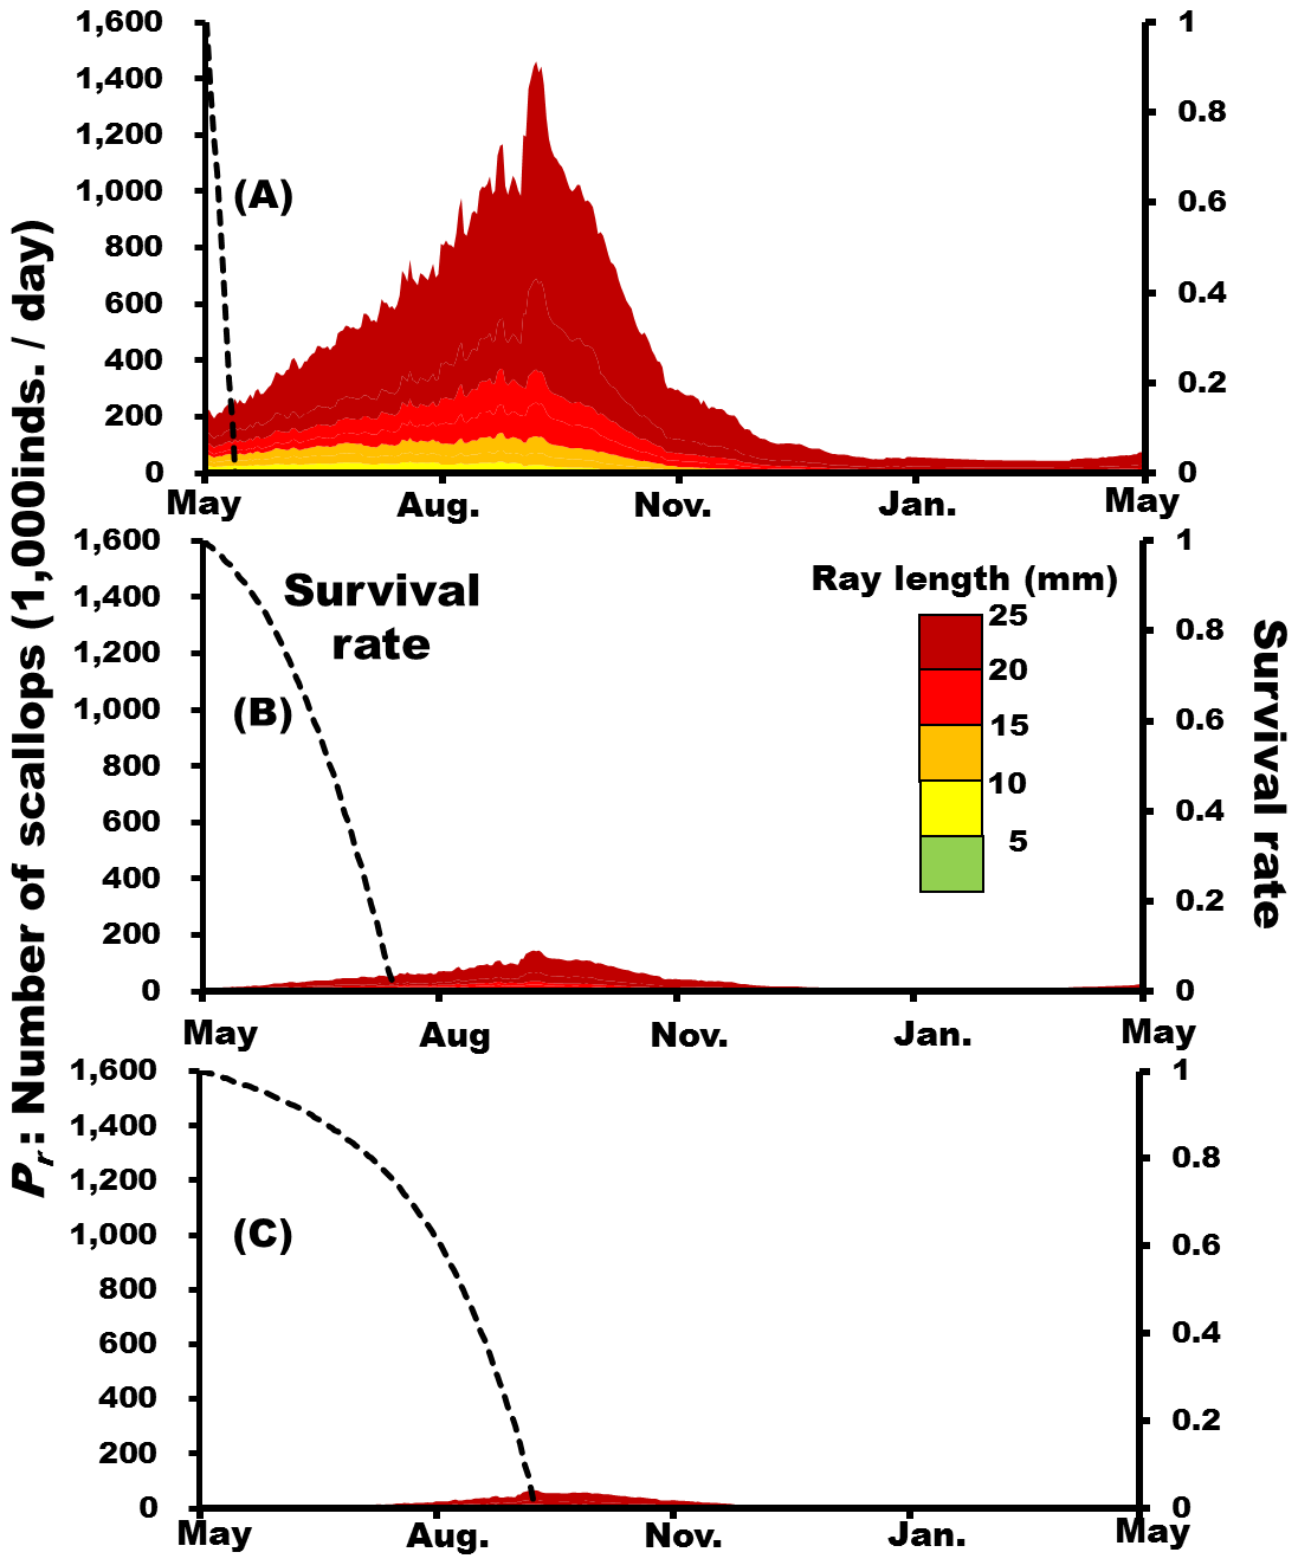 Pr: Number of scallops (1,000inds. / day)
1,600
1,400
1,200
1,000
800
600
400
200
0
(A)
1
0.8
0.6
0.4
0.2
0
May
Aug.
Nov.
Jan.
May
1,600
1,400
1,200
1,000
800
600
400
200
0
Survival
rate
(B)
Ray length (mm)
25
20
15
10
5
1
0.8
0.6
0.4
0.2
0
Survival rate
May
Aug
Nov.
Jan.
May
1,600
1,400
1,200
1,000
800
600
400
200
0
(C)
1
0.8
0.6
0.4
0.2
0
May
Aug.
Nov.
Jan.
May